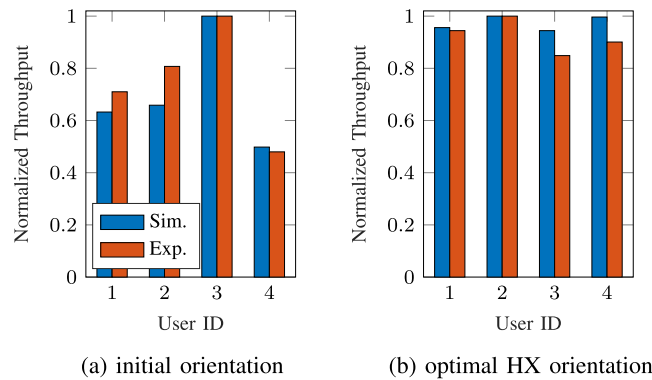 1
0.8
0.6
0.4
0.2
0
Normalized Throughput
Sim.
Exp.
1 2 3 4
User ID
(a) initial orientation
1
0.8
0.6
0.4
0.2
0
Normalized Throughput
1 2 3 4
User ID
(b) optimal HX orientation